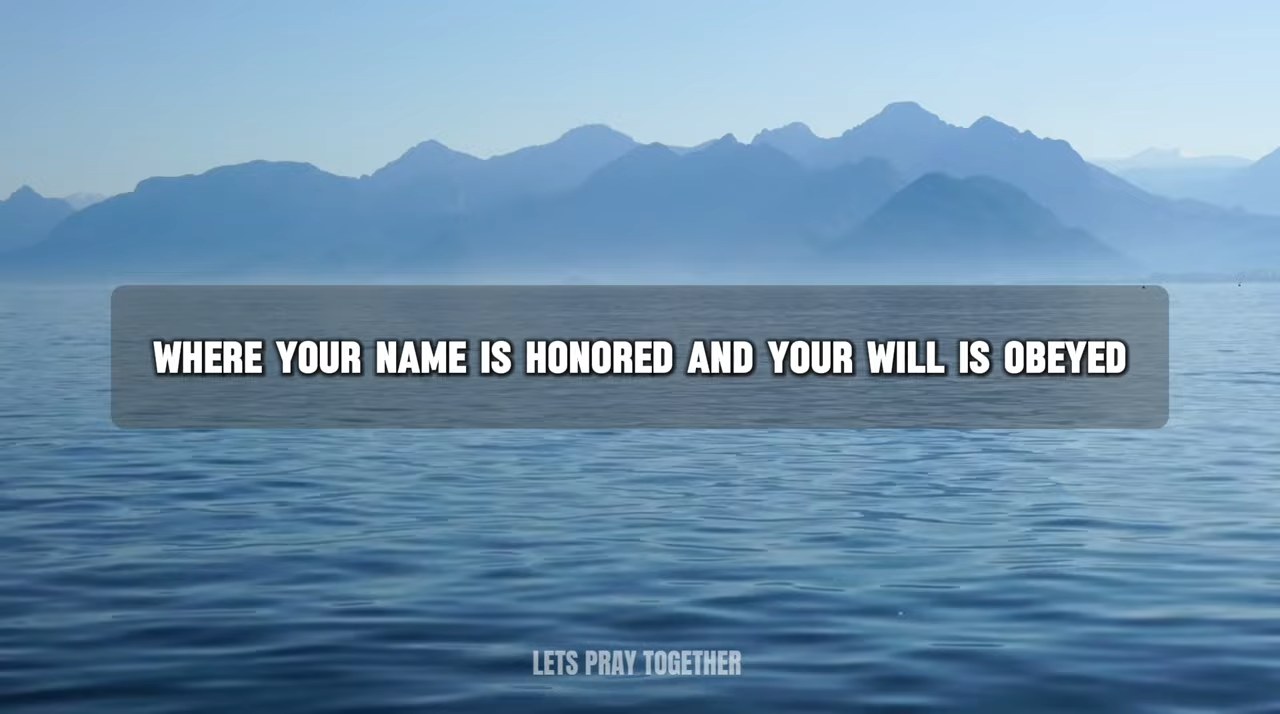 WHERE YOUR NAME IS HONORED AND YOUR WILL IS OBEYED
LETS PRAY TOGETHER